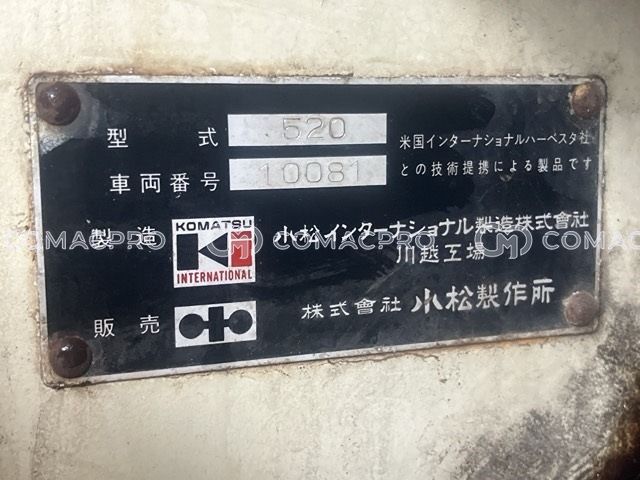 型式 520
米国インターナショナルハーベスタ社
車両番号 10081
との技術提携による製品です
製造 KOMATSU
INTERNATIONAL
小松インターナショナル製造株式會社
川越工場
販売 株式會社 小松製作所
COMACPRO COMACPRO COMACPRO